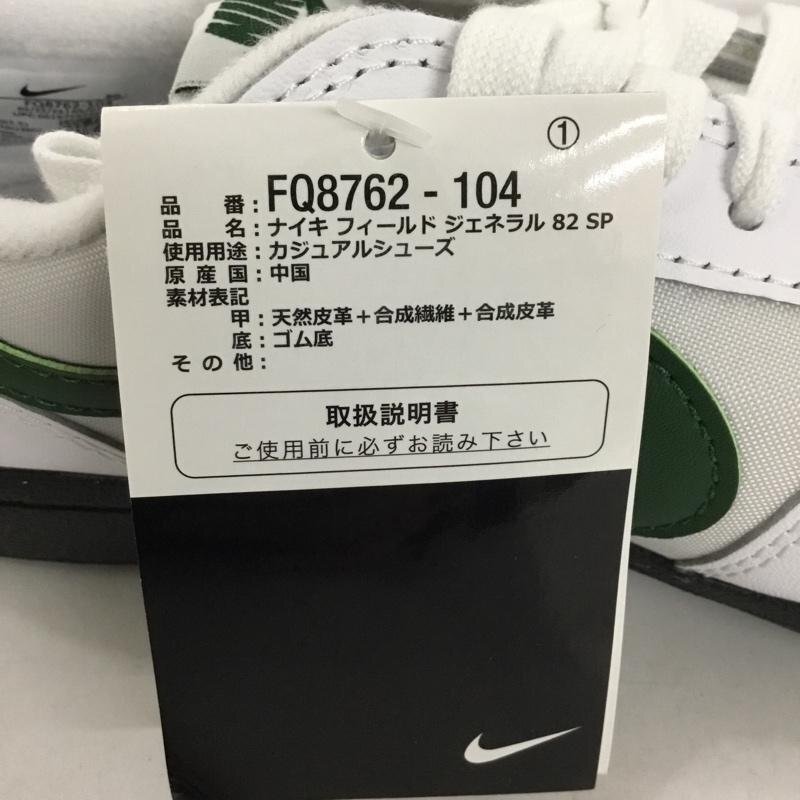 ①
品 番：FQ8762 - 104
品 名：ナイキ フィールド ジェネラル 82 SP
使用用途：カジュアルシューズ
原 産 国：中国
素材表記
甲：天然皮革＋合成繊維＋合成皮革
底：ゴム底
そ の 他：
取扱説明書
ご使用前に必ずお読み下さい
FQ8762-10